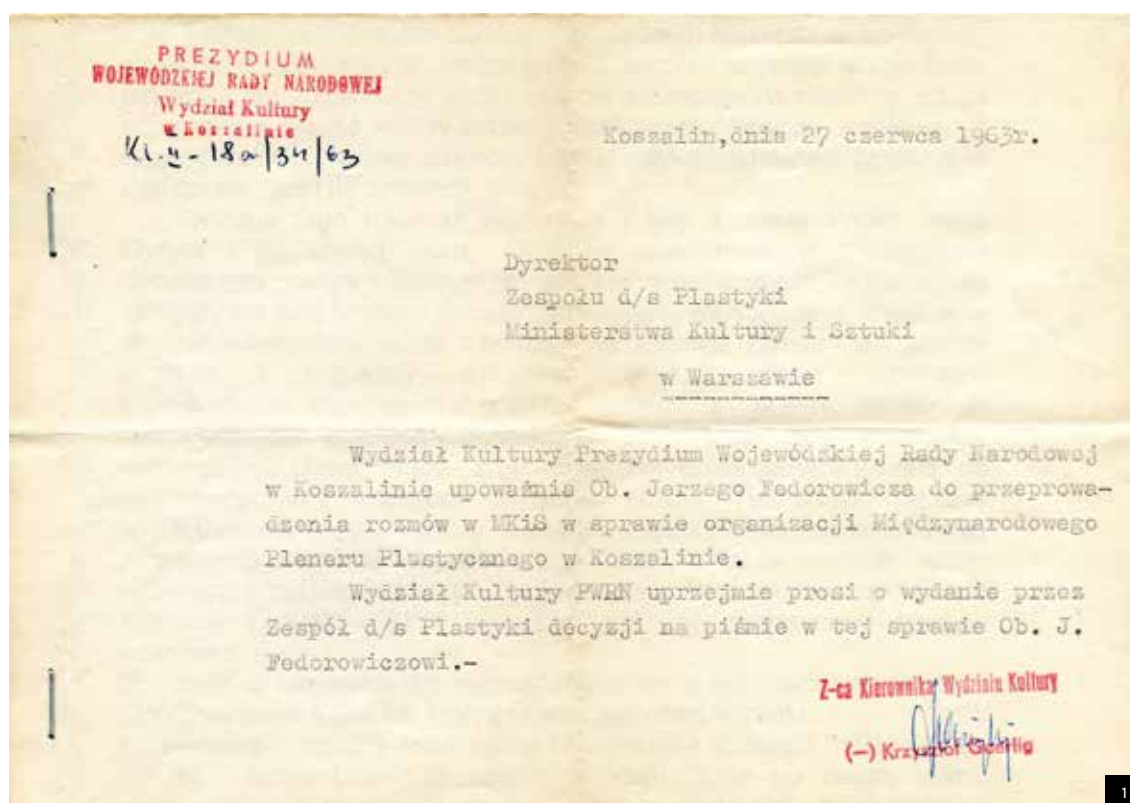 PREZYDIUM
WOJEWÓDZKIEJ RADY NARODOWEJ
Wydział Kultury
w Koszalinie
Kl.II-18a/34/63
Koszalin,dnia 27 czerwca 1963r.
Dyrektor
Zespołu d/s Plastyki
Ministerstwa Kultury i Sztuki
w Warszawie
Wydział Kultury Prezydium Wojewódzkiej Rady Narodowej
w Koszalinie upoważnia Ob. Jerzego Fedorowicza do przeprowa-
dzenia rozmów w MKiS w sprawie organizacji Międzynarodowego
Pleneru Plastycznego w Koszalinie.
Wydział Kultury PWRN uprzejmie prosi o wydanie przez
Zespół d/s Plastyki decyzji na piśmie w tej sprawie Ob. J.
Fedorowiczowi.-
Z-ca Kierownika Wydziału Kultury
(-) Krzysztof
1